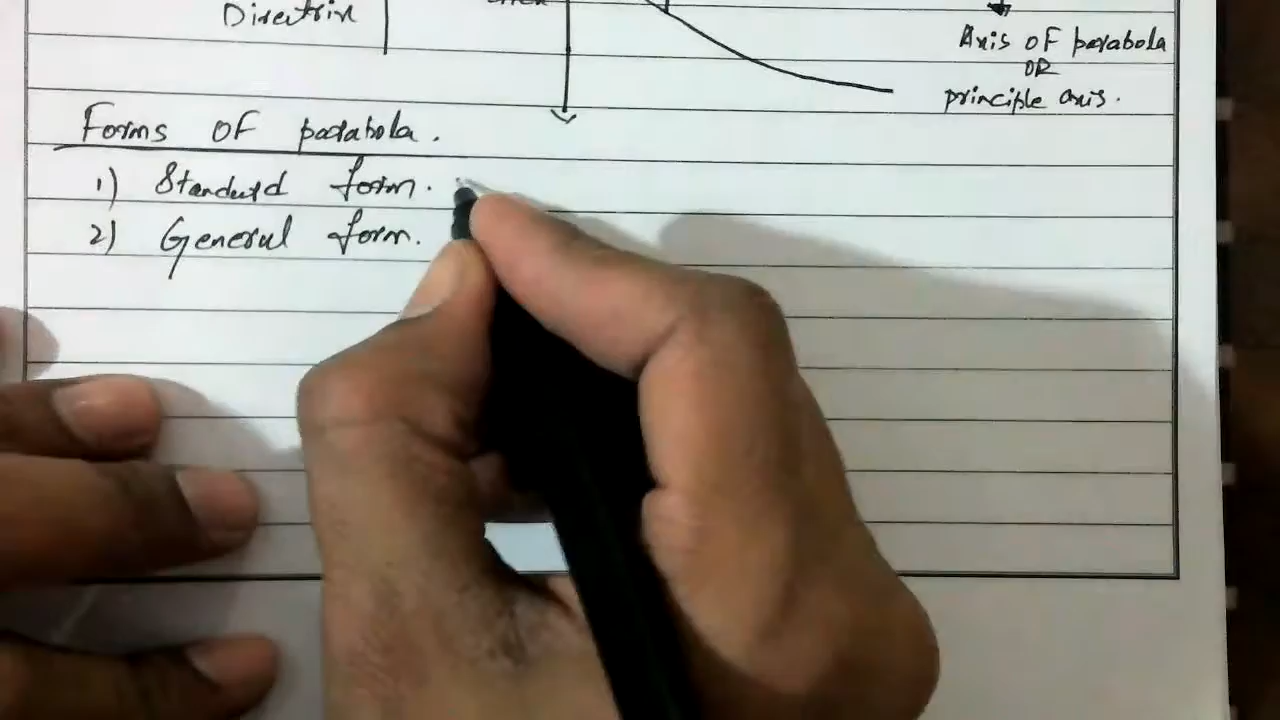 Directrix
Axis OF parabola
OR
principle axis.
Forms OF parabola.
1) Standard form.
2) General form.